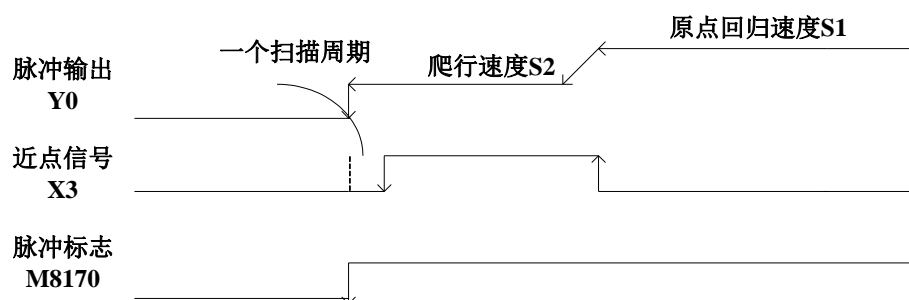 原点回归速度S1
一个扫描周期
爬行速度S2
脉冲输出
Y0
近点信号
X3
脉冲标志
M8170